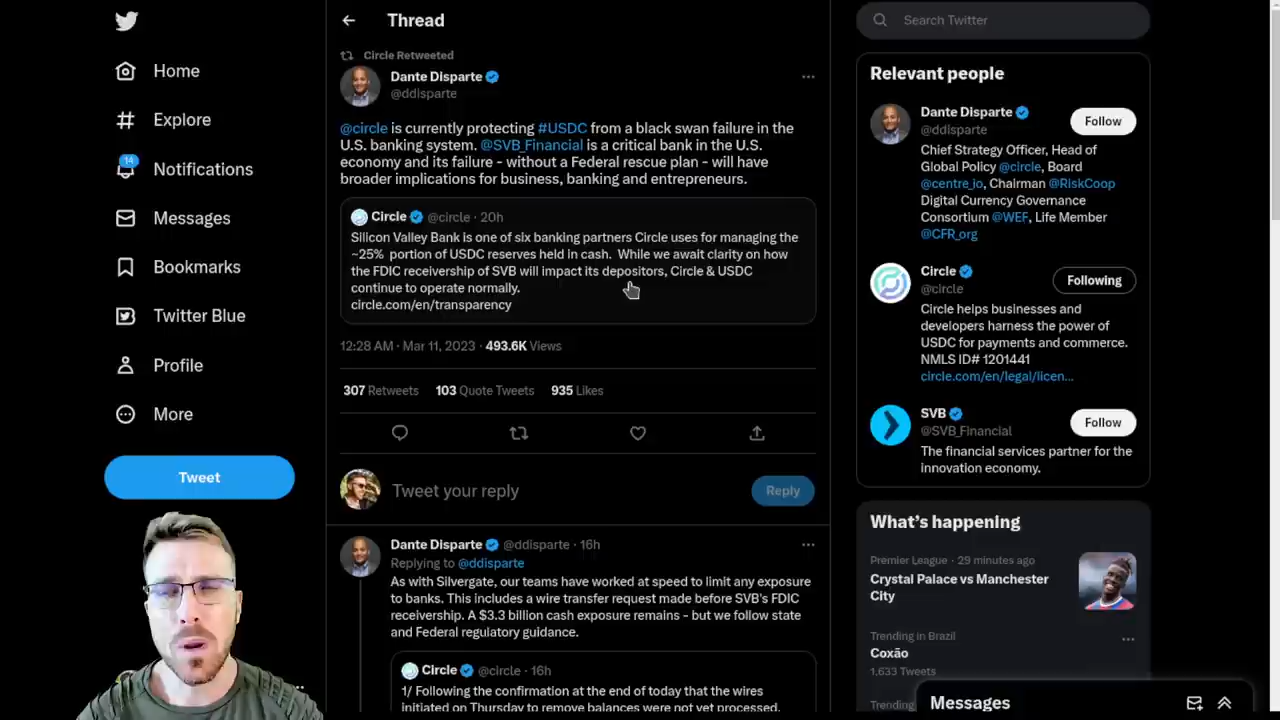 Home
Explore
14
Notifications
Messages
Bookmarks
Twitter Blue
Profile
More
Tweet
Thread
Circle Retweeted
Dante Disparte
@ddisparte
@circle is currently protecting #USDC from a black swan failure in the
U.S. banking system. @SVB_Financial is a critical bank in the U.S.
economy and its failure - without a Federal rescue plan - will have
broader implications for business, banking and entrepreneurs.
Circle @circle · 20h
Silicon Valley Bank is one of six banking partners Circle uses for managing the
~25% portion of USDC reserves held in cash. While we await clarity on how
the FDIC receivership of SVB will impact its depositors, Circle & USDC
continue to operate normally.
circle.com/en/transparency
12:28 AM · Mar 11, 2023 · 493.6K Views
307 Retweets 103 Quote Tweets 935 Likes
Tweet your reply
Reply
Dante Disparte @ddisparte · 16h
Replying to @ddisparte
As with Silvergate, our teams have worked at speed to limit any exposure
to banks. This includes a wire transfer request made before SVB's FDIC
receivership. A $3.3 billion cash exposure remains - but we follow state
and Federal regulatory guidance.
Circle @circle · 16h
1/ Following the confirmation at the end of today that the wires
initiated on Thursday to remove balances were not yet processed,
Search Twitter
Relevant people
Dante Disparte
@ddisparte
Follow
Chief Strategy Officer, Head of
Global Policy @circle, Board
@centre_io, Chairman @RiskCoop
Digital Currency Governance
Consortium @WEF, Life Member
@CFR_org
Circle
@circle
Following
Circle helps businesses and
developers harness the power of
USDC for payments and commerce.
NMLS ID# 1201441
circle.com/en/legal/licen...
SVB
@SVB_Financial
Follow
The financial services partner for the
innovation economy.
What's happening
Premier League · 29 minutes ago
Crystal Palace vs Manchester
City
Trending in Brazil
Coxão
1,633 Tweets
Trending
Messages